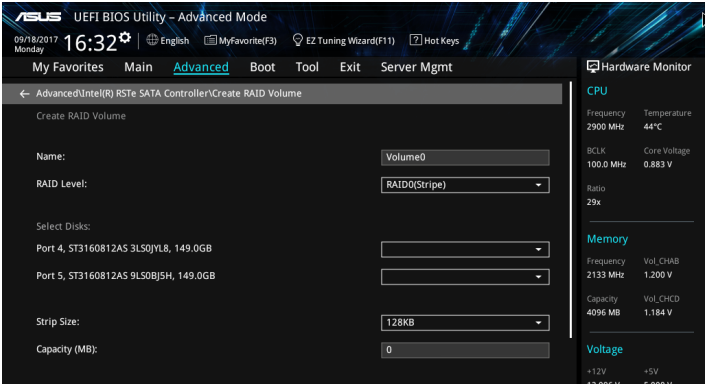 ASUS UEFI BIOS Utility – Advanced Mode
09/18/2017 Monday 16:32 English MyFavorite(F3) EZ Tuning Wizard(F11) ? Hot Keys
My Favorites Main Advanced Boot Tool Exit Server Mgmt
Hardware Monitor
← Advanced\Intel(R) RSTe SATA Controller\Create RAID Volume
Create RAID Volume
Name: Volume0
RAID Level: RAID0(Stripe)
Select Disks:
Port 4, ST3160812AS 3LS0JYL8, 149.0GB
Port 5, ST3160812AS 9LS0BJ5H, 149.0GB
Strip Size: 128KB
Capacity (MB): 0
CPU
Frequency Temperature
2900 MHz 44°C
BCLK Core Voltage
100.0 MHz 0.883 V
Ratio
29x
Memory
Frequency Vol_CHAB
2133 MHz 1.200 V
Capacity Vol_CHCD
4096 MB 1.184 V
Voltage
+12V +5V